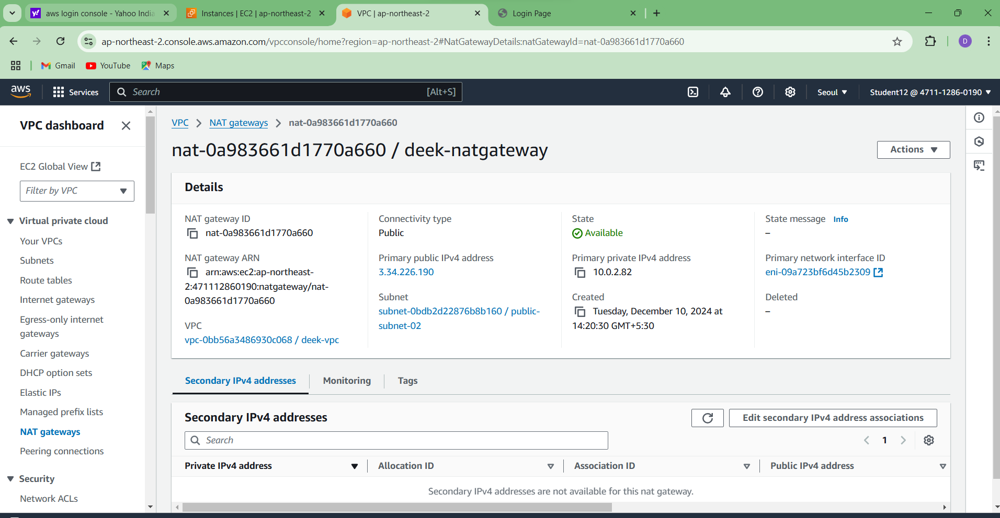 aws login console - Yahoo India
Instances | EC2 | ap-northeast-2
VPC | ap-northeast-2
Login Page
ap-northeast-2.console.aws.amazon.com/vpcconsole/home?region=ap-northeast-2#NatGatewayDetails:natGatewayId=nat-0a983661d1770a660
D
Gmail
YouTube
Maps
aws
Services
Search
[Alt+S]
Seoul
Student12 @ 4711-1286-0190
VPC dashboard
EC2 Global View
Filter by VPC
Virtual private cloud
Your VPCs
Subnets
Route tables
Internet gateways
Egress-only internet
gateways
Carrier gateways
DHCP option sets
Elastic IPs
Managed prefix lists
NAT gateways
Peering connections
Security
Network ACLs
VPC > NAT gateways > nat-0a983661d1770a660
nat-0a983661d1770a660 / deek-natgateway
Actions
Details
NAT gateway ID
nat-0a983661d1770a660
NAT gateway ARN
arn:aws:ec2:ap-northeast-
2:471112860190:natgateway/nat-
0a983661d1770a660
VPC
vpc-0bb56a3486930c068 / deek-vpc
Connectivity type
Public
Primary public IPv4 address
3.34.226.190
Subnet
subnet-0bdb2d22876b8b160 / public-
subnet-02
State
Available
Primary private IPv4 address
10.0.2.82
Created
Tuesday, December 10, 2024 at
14:20:30 GMT+5:30
State message Info
–
Primary network interface ID
eni-09a723bf6d45b2309
Deleted
–
Secondary IPv4 addresses
Monitoring
Tags
Secondary IPv4 addresses
Edit secondary IPv4 address associations
Search
1
Private IPv4 address
Allocation ID
Association ID
Public IPv4 address
Secondary IPv4 addresses are not available for this nat gateway.